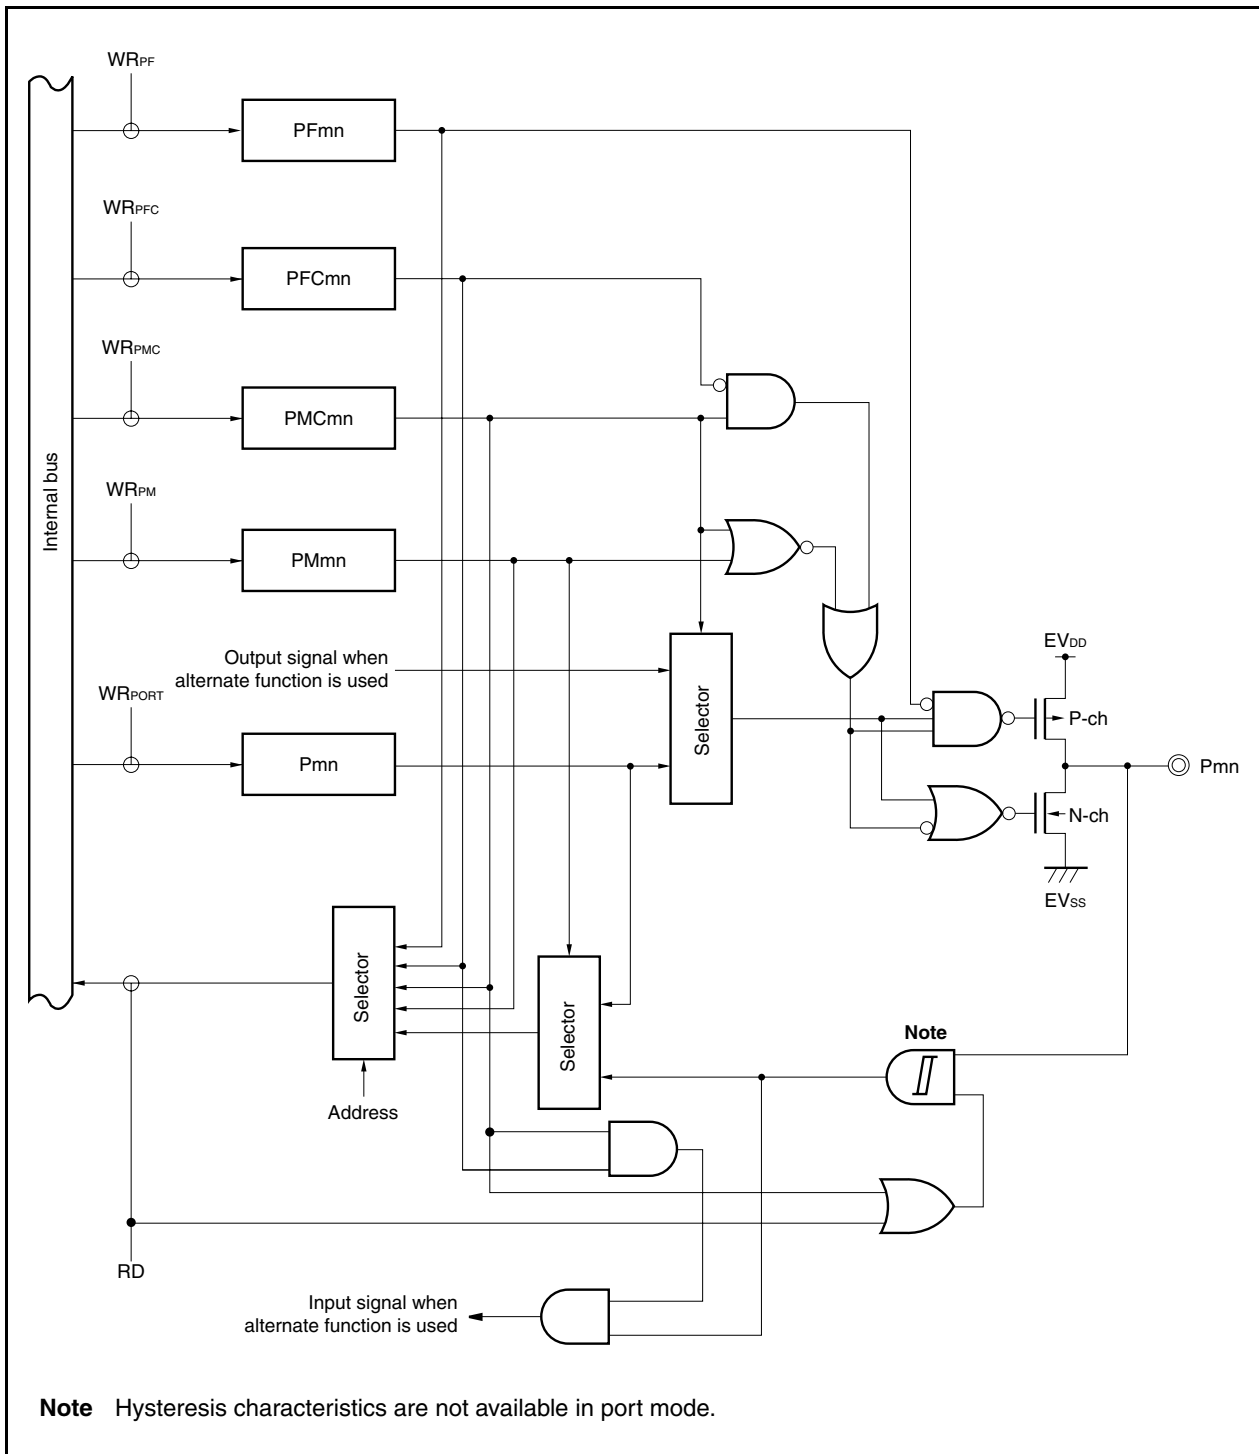 WRPF
PFmn
WRPFC
PFCmn
WRPMC
PMCmn
Internal bus
WRPM
PMmn
Output signal when
alternate function is used
WRPORT
Pmn
Selector
EVDD
P-ch
Pmn
N-ch
EVSS
Selector
Selector
Note
Address
RD
Input signal when
alternate function is used
Note Hysteresis characteristics are not available in port mode.